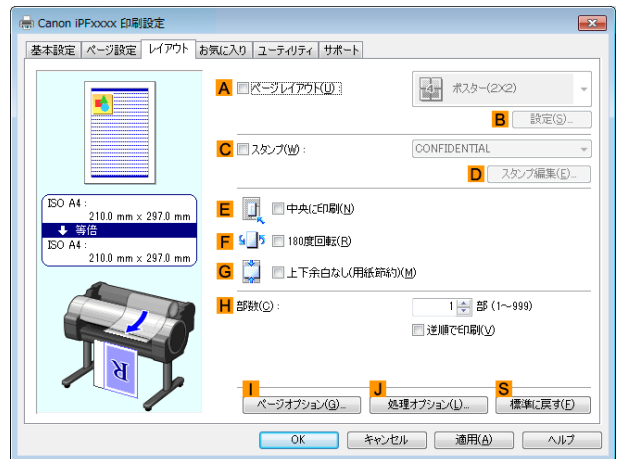 Canon iPFxxxx 印刷設定
基本設定 ページ設定 レイアウト お気に入り ユーティリティ サポート
A ページレイアウト(U) : ポスター(2×2)
B 設定(S)...
C スタンプ(W) : CONFIDENTIAL
D スタンプ編集(E)...
ISO A4 :
210.0 mm x 297.0 mm
等倍
ISO A4 :
210.0 mm x 297.0 mm
E 中央に印刷(N)
F 180度回転(R)
G 上下余白なし(用紙節約)(M)
H 部数(C) : 1 部 (1～999)
逆順で印刷(V)
I J S
ページオプション(G)... 処理オプション(L)... 標準に戻す(F)
OK キャンセル 適用(A) ヘルプ